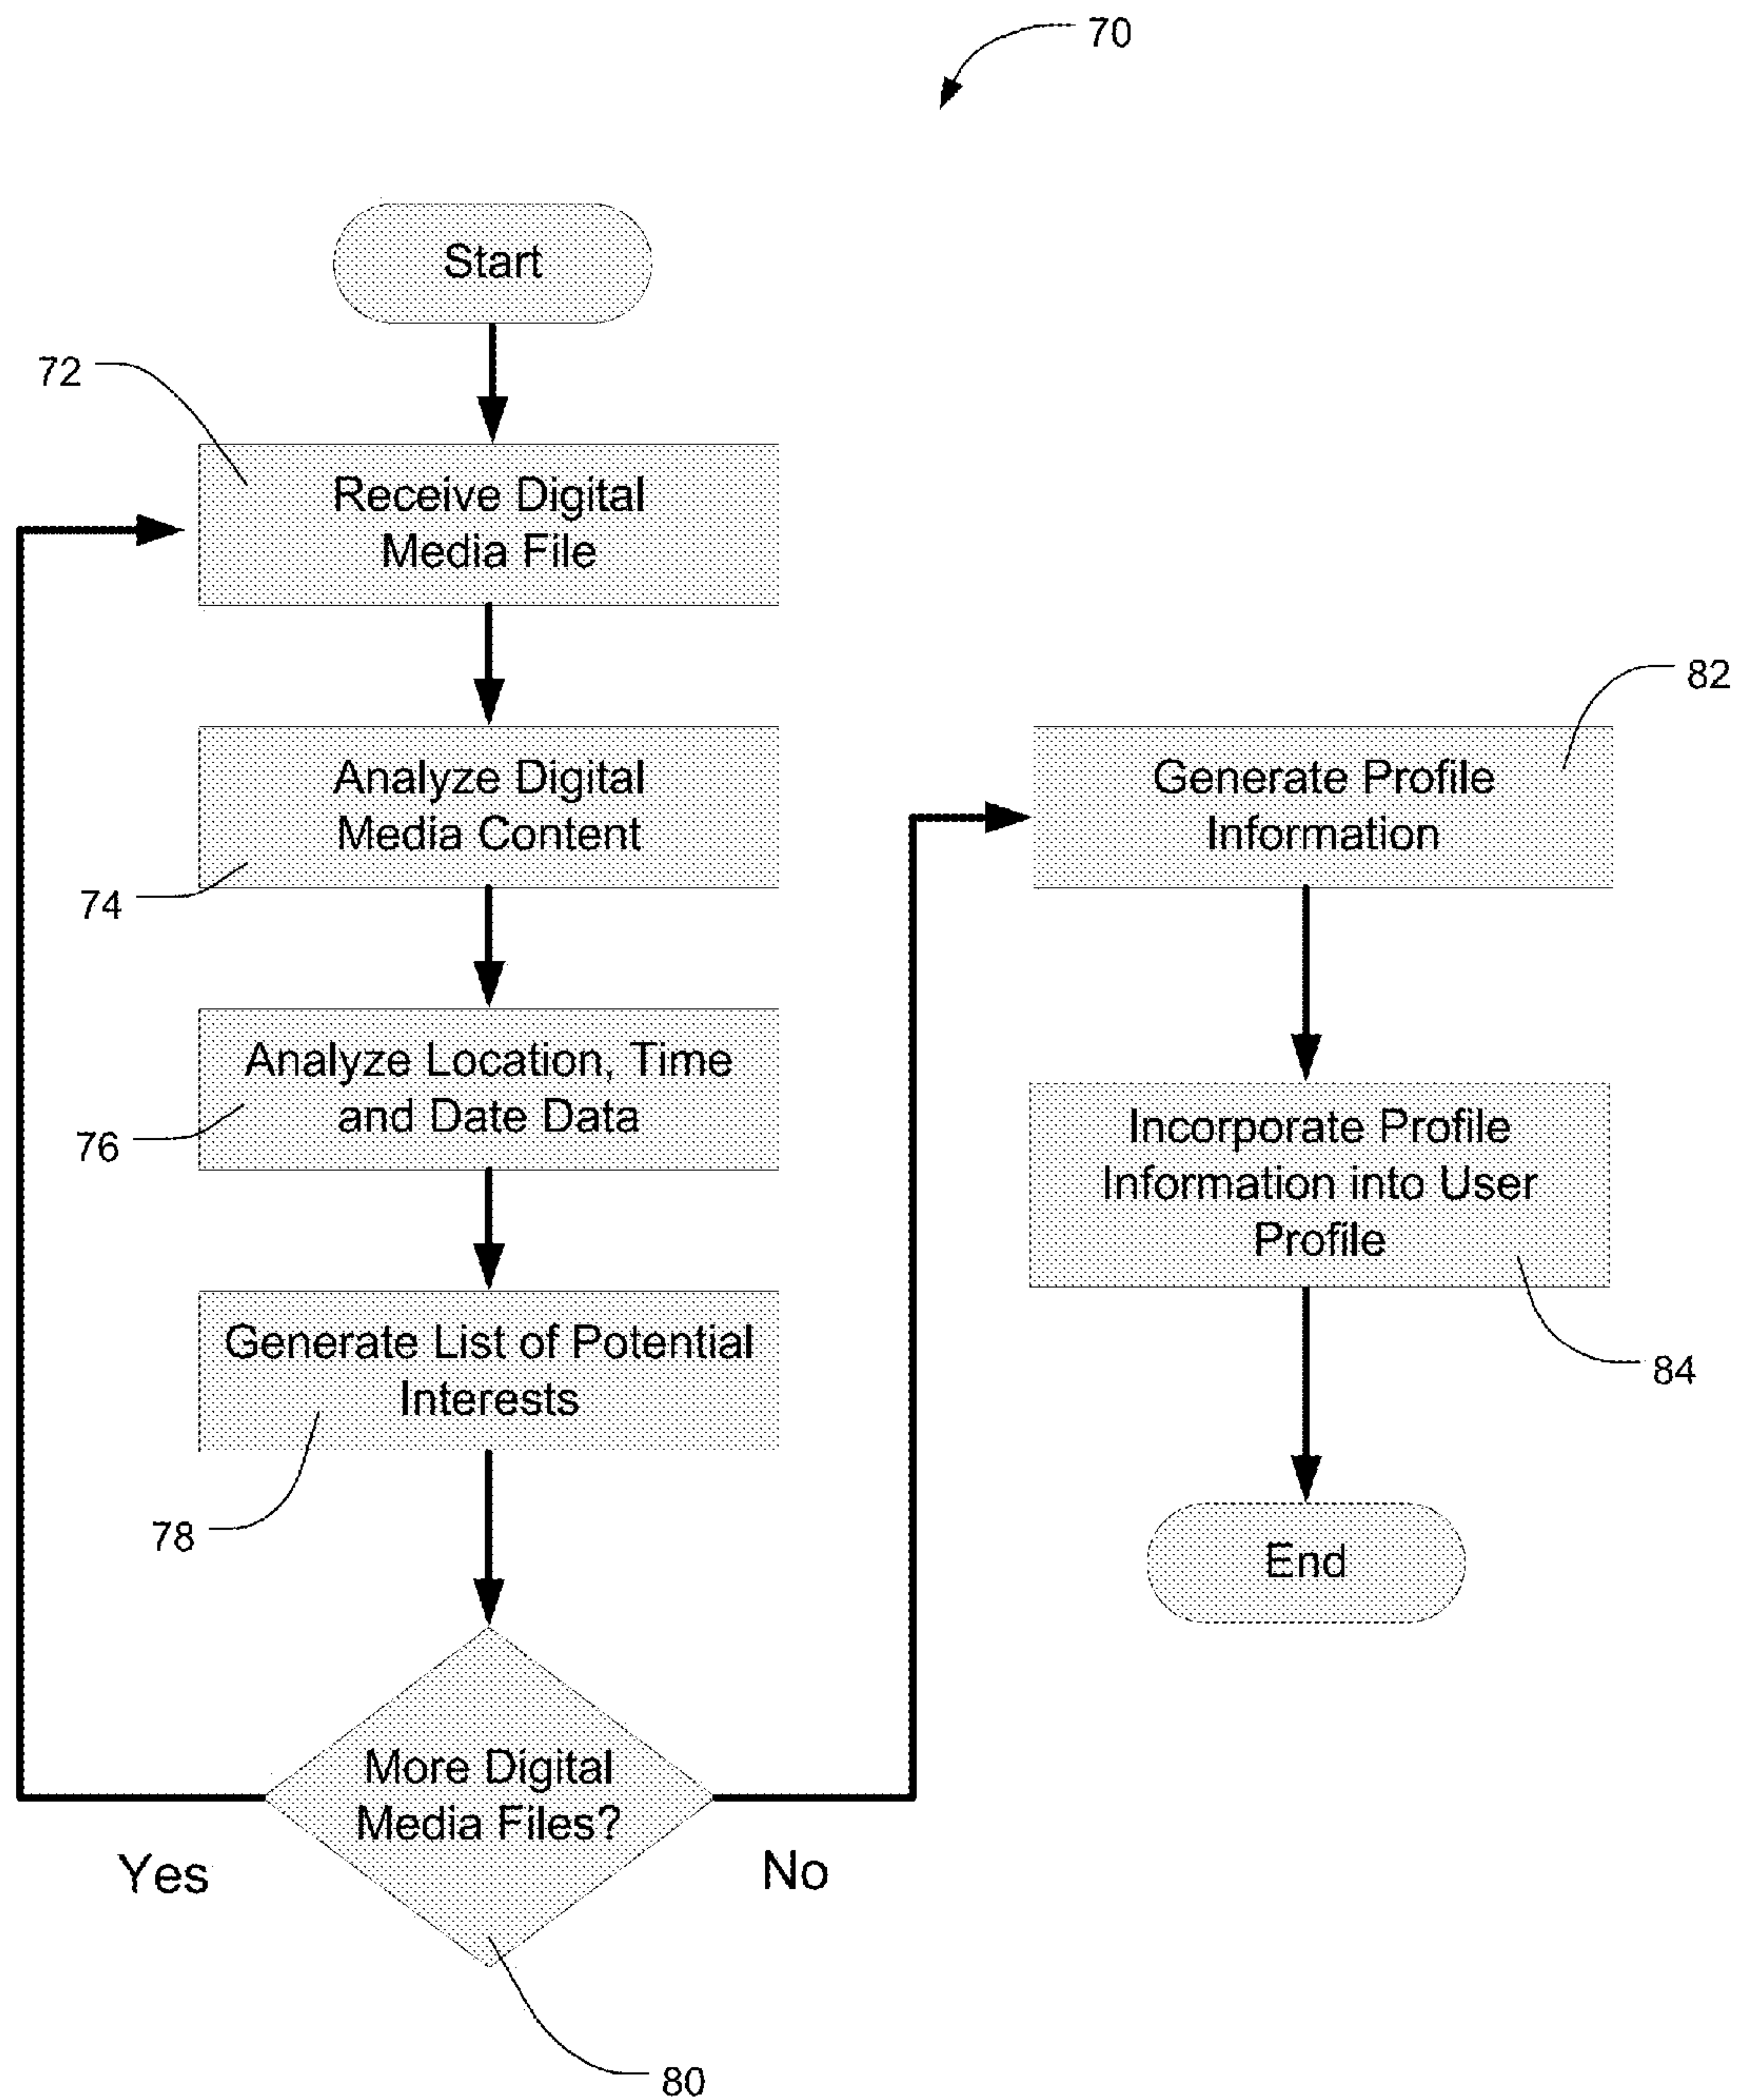 70
Start
72
Receive Digital
Media File
Analyze Digital
Media Content
74
Analyze Location, Time
and Date Data
76
Generate List of Potential
Interests
78
More Digital
Media Files?
Yes
No
80
82
Generate Profile
Information
Incorporate Profile
Information into User
Profile
84
End